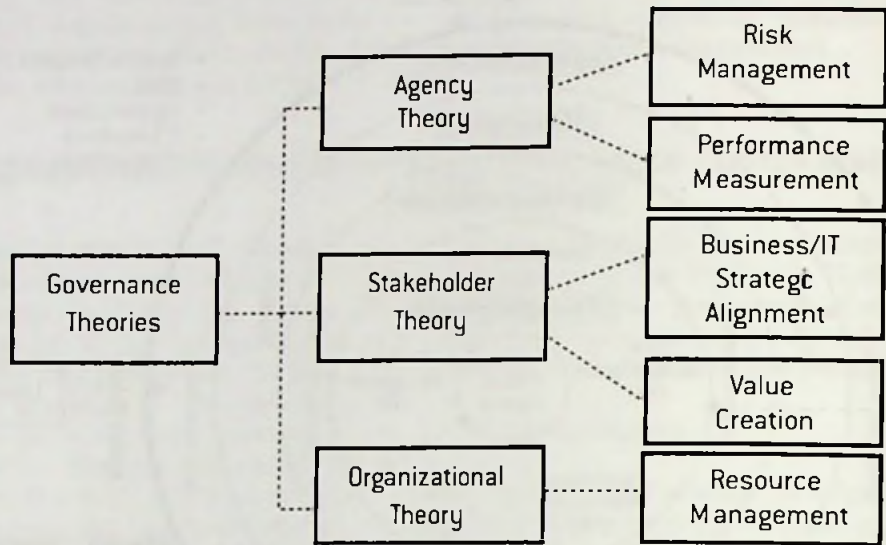 Governance
Theories
Agency
Theory
Risk
Management
Performance
Measurement
Stakeholder
Theory
Business/IT
Strategc
Alignment
Value
Creation
Organizational
Theory
Resource
Management